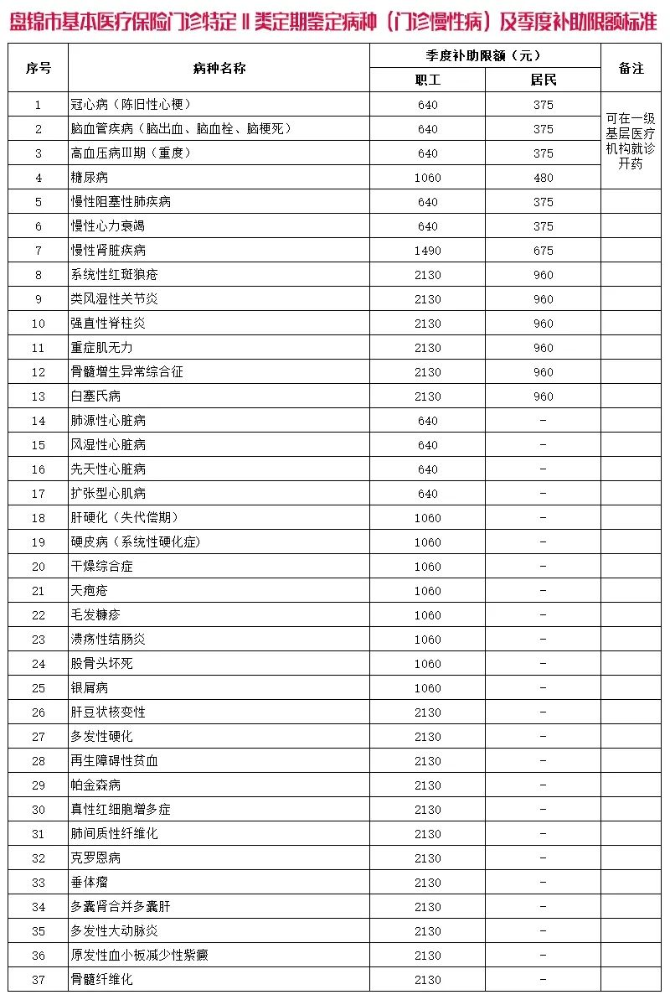 盘锦市基本医疗保险门诊特定Ⅱ类定期鉴定病种（门诊慢性病）及季度补助限额标准
序号 病种名称 季度补助限额（元） 备注
职工 居民
1 冠心病（陈旧性心梗） 640 375
2 脑血管疾病（脑出血、脑血栓、脑梗死） 640 375
3 高血压病Ⅲ期（重度） 640 375
4 糖尿病 1060 480
可在一级
基层医疗
机构就诊
开药
5 慢性阻塞性肺疾病 640 375
6 慢性心力衰竭 640 375
7 慢性肾脏疾病 1490 675
8 系统性红斑狼疮 2130 960
9 类风湿性关节炎 2130 960
10 强直性脊柱炎 2130 960
11 重症肌无力 2130 960
12 骨髓增生异常综合征 2130 960
13 白塞氏病 2130 960
14 肺源性心脏病 640 -
15 风湿性心脏病 640 -
16 先天性心脏病 640 -
17 扩张型心肌病 640 -
18 肝硬化（失代偿期） 1060 -
19 硬皮病（系统性硬化症) 1060 -
20 干燥综合症 1060 -
21 天疱疮 1060 -
22 毛发糠疹 1060 -
23 溃疡性结肠炎 1060 -
24 股骨头坏死 1060 -
25 银屑病 1060 -
26 肝豆状核变性 2130 -
27 多发性硬化 2130 -
28 再生障碍性贫血 2130 -
29 帕金森病 2130 -
30 真性红细胞增多症 2130 -
31 肺间质性纤维化 2130 -
32 克罗恩病 2130 -
33 垂体瘤 2130 -
34 多囊肾合并多囊肝 2130 -
35 多发性大动脉炎 2130 -
36 原发性血小板减少性紫癜 2130 -
37 骨髓纤维化 2130 -